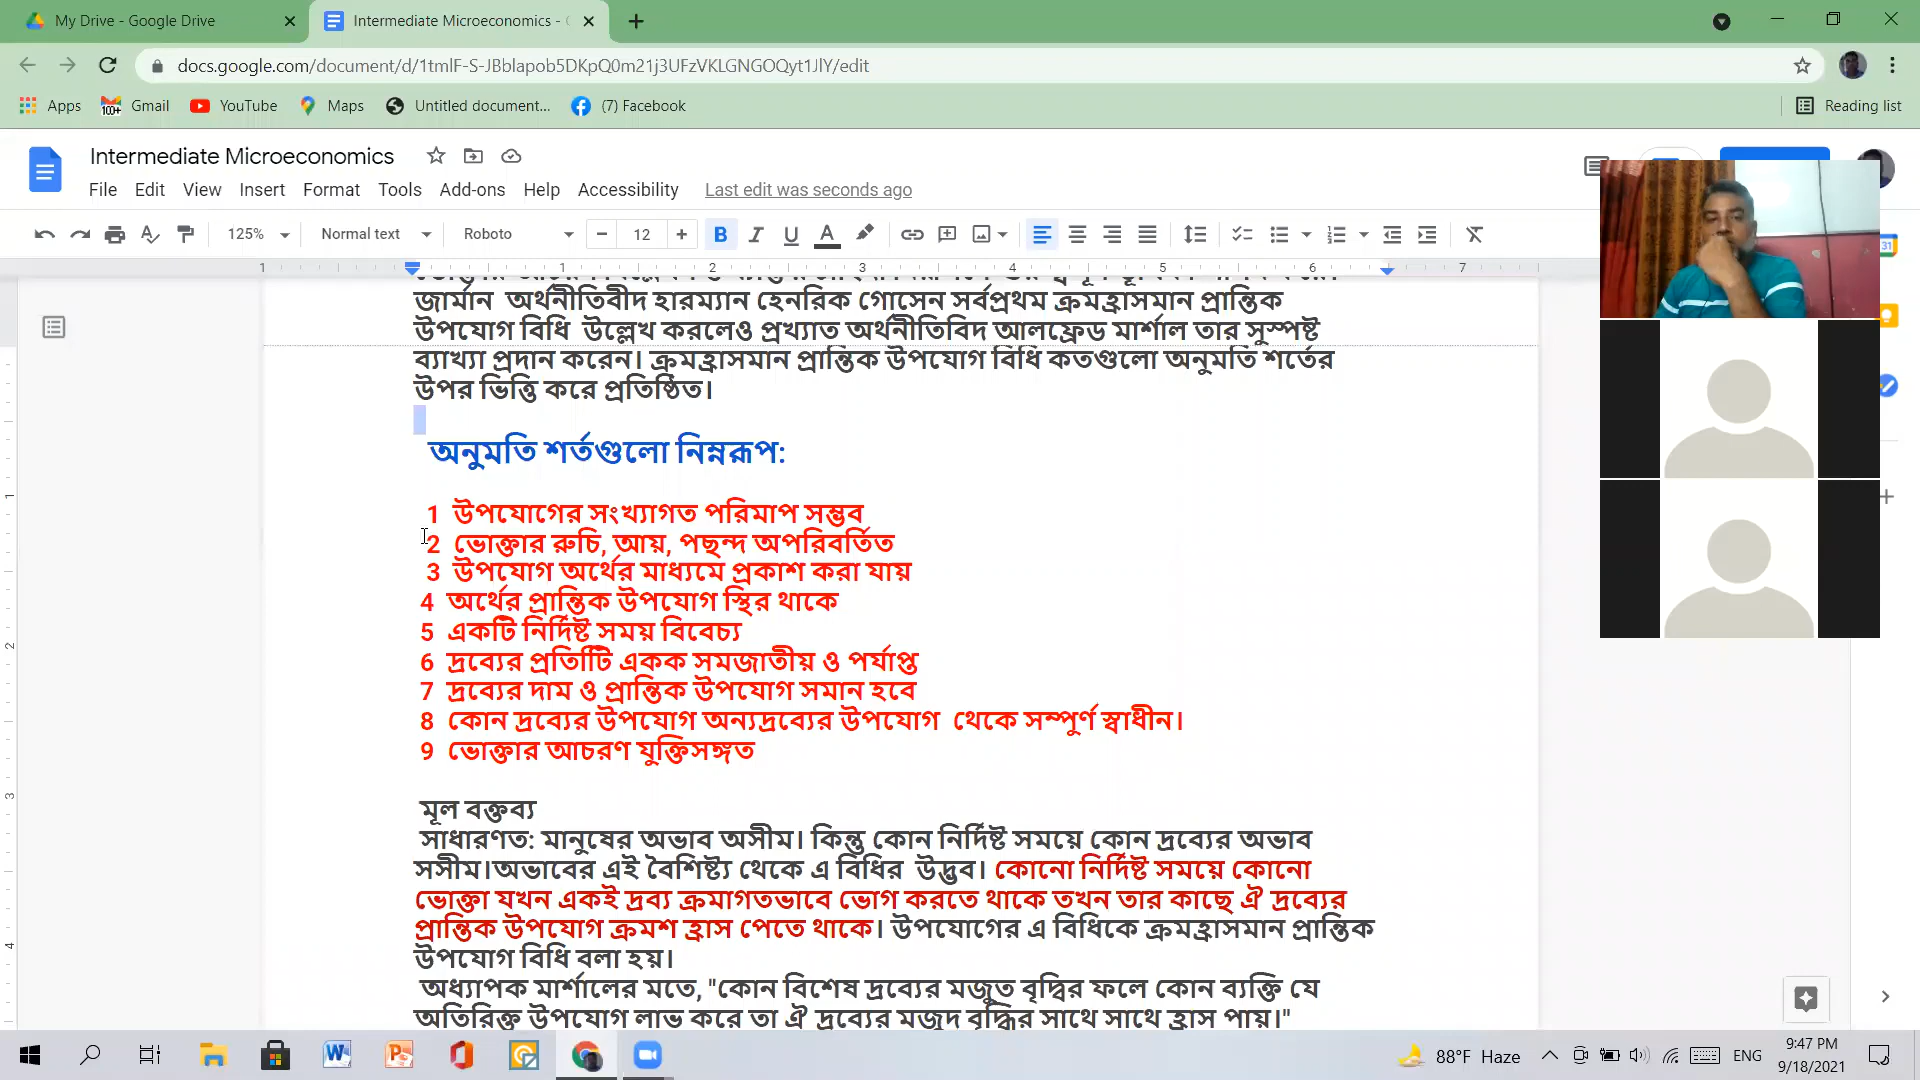 My Drive - Google Drive
Intermediate Microeconomics -
docs.google.com/document/d/1tmlF-S-JBblapob5DKpQ0m21j3UFzVKLGNGOQyt1JlY/edit
Apps Gmail YouTube Maps Untitled document... (7) Facebook Reading list
Intermediate Microeconomics
File Edit View Insert Format Tools Add-ons Help Accessibility Last edit was seconds ago
125% Normal text Roboto 12
জার্মান অর্থনীতিবীদ হারম্যান হেনরিক গোসেন সর্বপ্রথম ক্রমহ্রাসমান প্রান্তিক
উপযোগ বিধি উল্লেখ করলেও প্রখ্যাত অর্থনীতিবিদ আলফ্রেড মার্শাল তার সুস্পষ্ট
ব্যাখ্যা প্রদান করেন। ক্রমহ্রাসমান প্রান্তিক উপযোগ বিধি কতগুলো অনুমতি শর্তের
উপর ভিত্তি করে প্রতিষ্ঠিত।
অনুমতি শর্তগুলো নিম্নরূপ:
1 উপযোগের সংখ্যাগত পরিমাপ সম্ভব
2 ভোক্তার রুচি, আয়, পছন্দ অপরিবর্তিত
3 উপযোগ অর্থের মাধ্যমে প্রকাশ করা যায়
4 অর্থের প্রান্তিক উপযোগ স্থির থাকে
5 একটি নির্দিষ্ট সময় বিবেচ্য
6 দ্রব্যের প্রতিটি একক সমজাতীয় ও পর্যাপ্ত
7 দ্রব্যের দাম ও প্রান্তিক উপযোগ সমান হবে
8 কোন দ্রব্যের উপযোগ অন্যদ্রব্যের উপযোগ থেকে সম্পুর্ণ স্বাধীন।
9 ভোক্তার আচরণ যুক্তিসঙ্গত
মূল বক্তব্য
সাধারণত: মানুষের অভাব অসীম। কিন্তু কোন নির্দিষ্ট সময়ে কোন দ্রব্যের অভাব
সসীম।অভাবের এই বৈশিষ্ট্য থেকে এ বিধির উদ্ভব। কোনো নির্দিষ্ট সময়ে কোনো
ভোক্তা যখন একই দ্রব্য ক্রমাগতভাবে ভোগ করতে থাকে তখন তার কাছে ঐ দ্রব্যের
প্রান্তিক উপযোগ ক্রমশ হ্রাস পেতে থাকে। উপযোগের এ বিধিকে ক্রমহ্রাসমান প্রান্তিক
উপযোগ বিধি বলা হয়।
অধ্যাপক মার্শালের মতে, "কোন বিশেষ দ্রব্যের মজুত বৃদ্বির ফলে কোন ব্যক্তি যে
অতিরিক্ত উপযোগ লাভ করে তা ঐ দ্রব্যের মজুদ বৃদ্ধির সাথে সাথে হ্রাস পায়।"
88°F Haze ENG 9:47 PM
9/18/2021